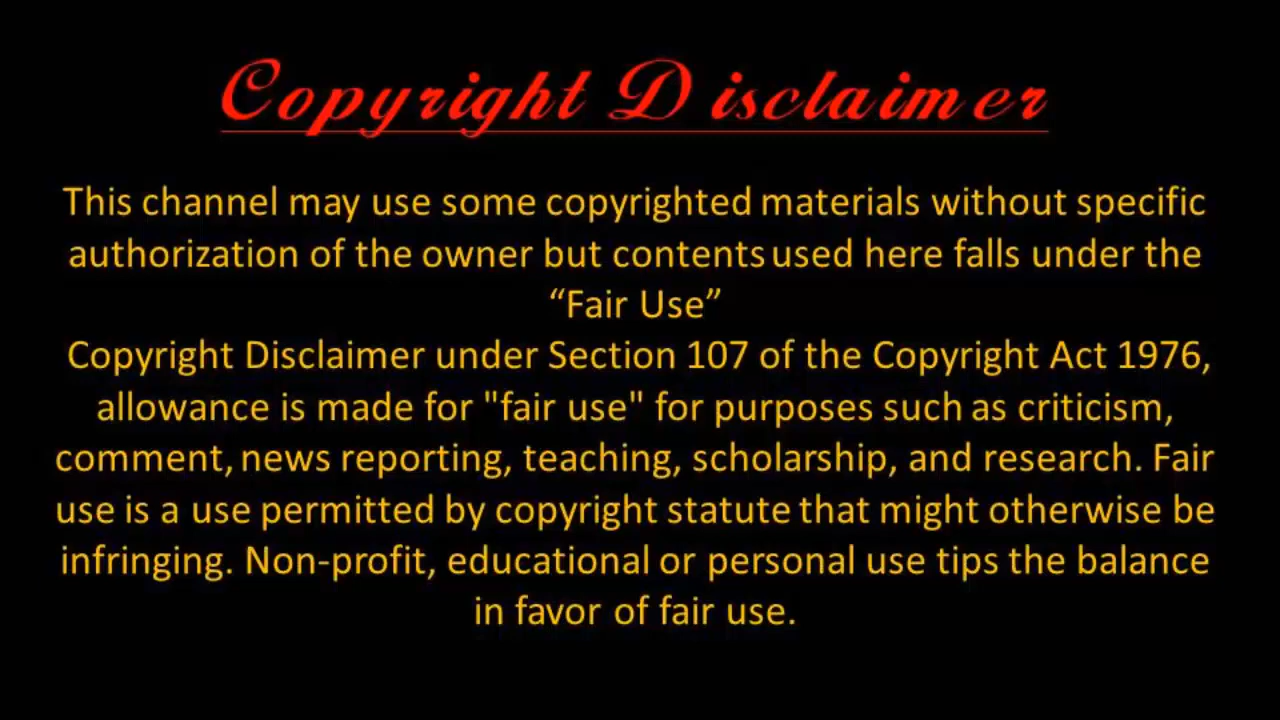 Copyright Disclaimer
This channel may use some copyrighted materials without specific
authorization of the owner but contents used here falls under the
“Fair Use”
Copyright Disclaimer under Section 107 of the Copyright Act 1976,
allowance is made for "fair use" for purposes such as criticism,
comment, news reporting, teaching, scholarship, and research. Fair
use is a use permitted by copyright statute that might otherwise be
infringing. Non-profit, educational or personal use tips the balance
in favor of fair use.